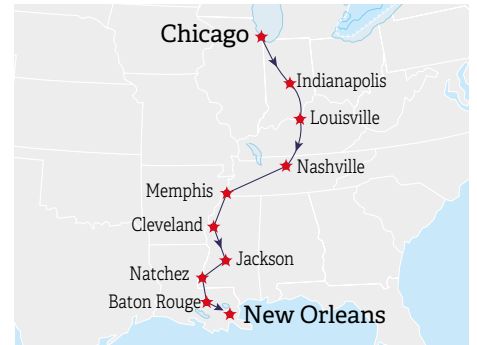 Chicago
Indianapolis
Louisville
Nashville
Memphis
Cleveland
Jackson
Natchez
Baton Rouge
New Orleans